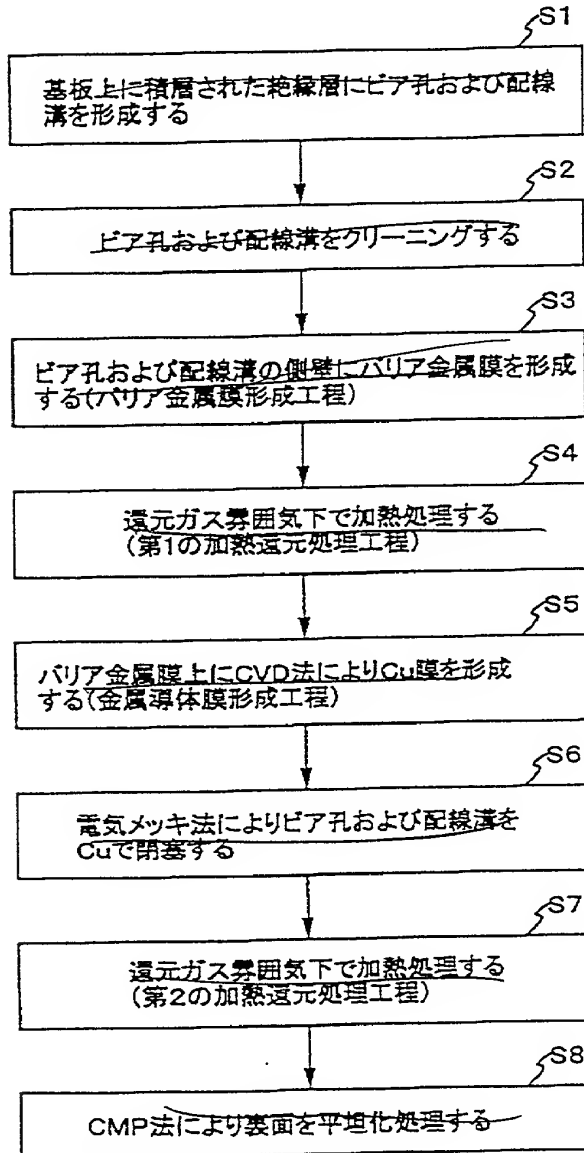 S1
基板上に積層された絶縁層にビア孔および配線
溝を形成する
S2
ビア孔および配線溝をクリーニングする
S3
ビア孔および配線溝の側壁にバリア金属膜を形成
する(バリア金属膜形成工程)
S4
還元ガス雰囲気下で加熱処理する
(第1の加熱還元処理工程)
S5
バリア金属膜上にCVD法によりCu膜を形成
する(金属導体膜形成工程)
S6
電気メッキ法によりビア孔および配線溝を
Cuで閉塞する
S7
還元ガス雰囲気下で加熱処理する
(第2の加熱還元処理工程)
S8
CMP法により裏面を平坦化処理する